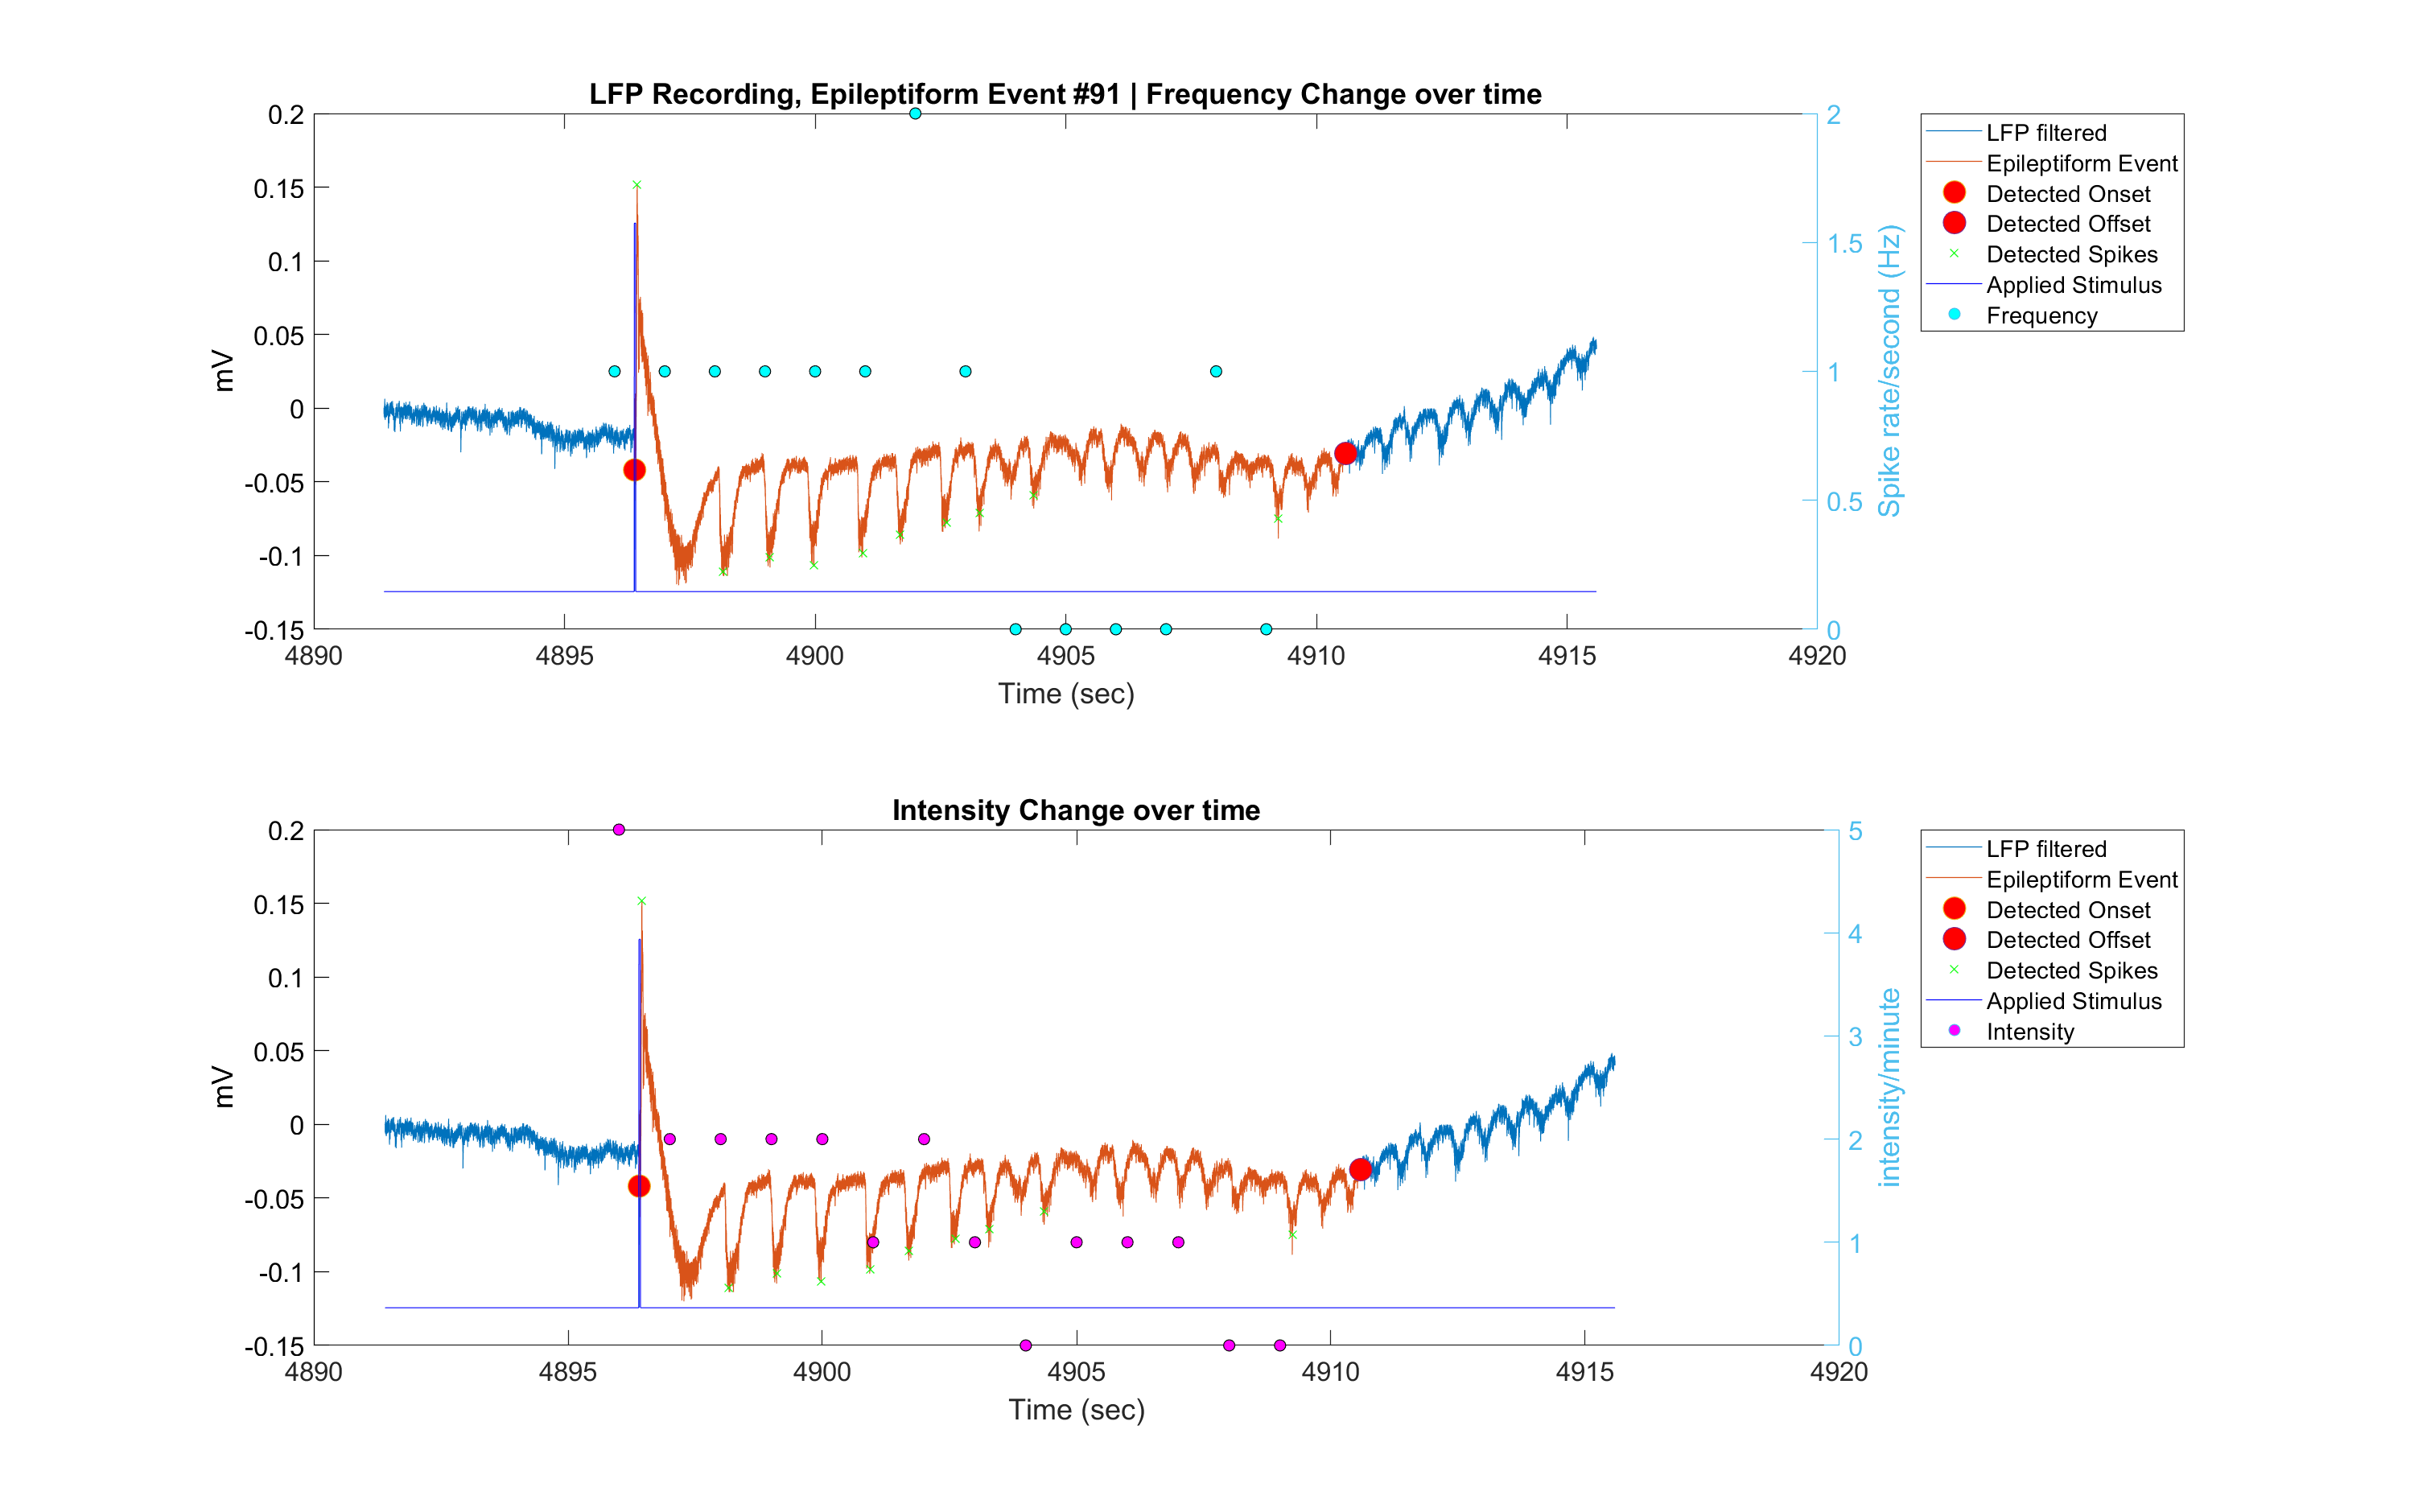 LFP Recording, Epileptiform Event #91 | Frequency Change over time
0.2
0.15
0.1
0.05
0
-0.05
-0.1
-0.15
mV
4890
4895
4900
4905
4910
4915
4920
Time (sec)
2
1.5
1
0.5
0
Spike rate/second (Hz)
LFP filtered
Epileptiform Event
Detected Onset
Detected Offset
Detected Spikes
Applied Stimulus
Frequency
Intensity Change over time
0.2
0.15
0.1
0.05
0
-0.05
-0.1
-0.15
mV
4890
4895
4900
4905
4910
4915
4920
Time (sec)
5
4
3
2
1
0
intensity/minute
LFP filtered
Epileptiform Event
Detected Onset
Detected Offset
Detected Spikes
Applied Stimulus
Intensity